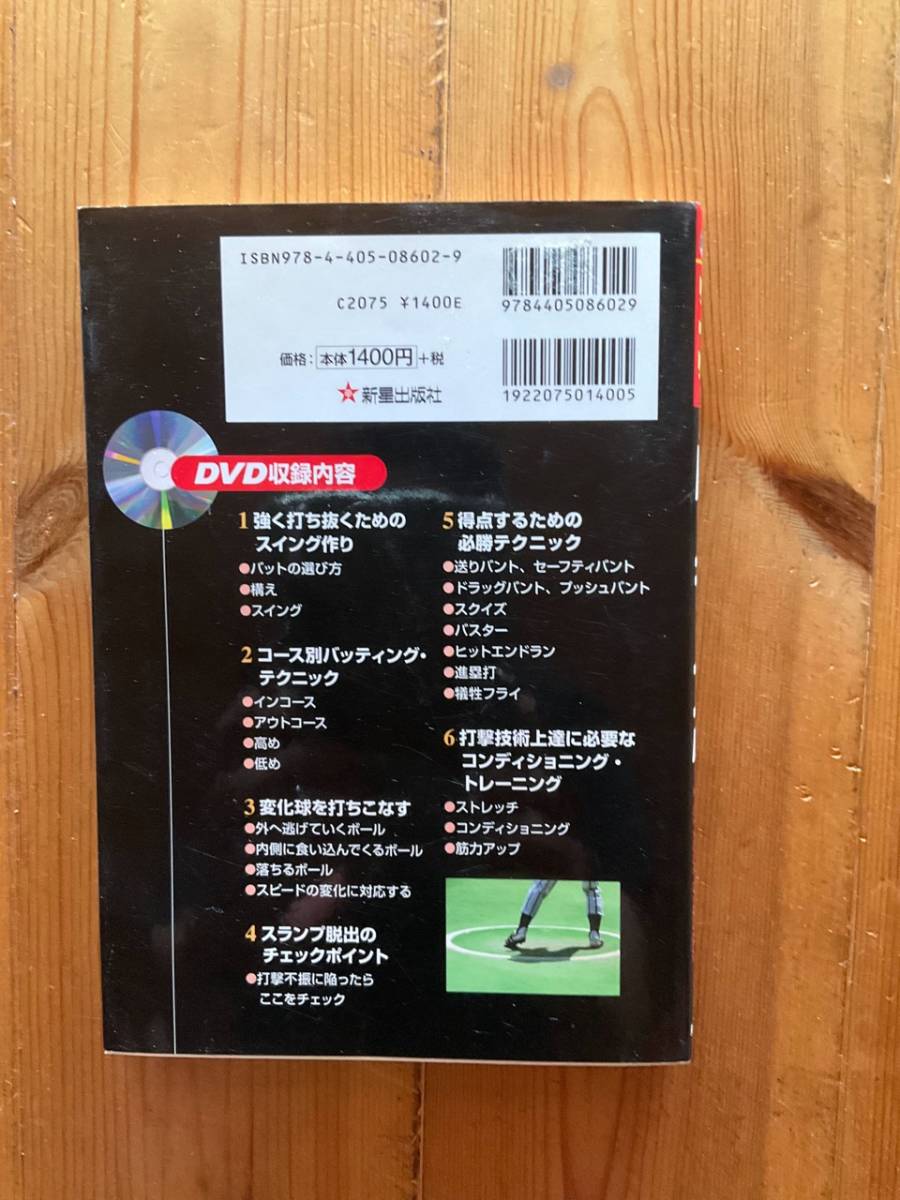 ISBN978-4-405-08602-9
C2075 ¥1400E
9784405086029
価格：本体1400円+税
新星出版社
1922075014005
DVD収録内容
1 強く打ち抜くための
スイング作り
●バットの選び方
●構え
●スイング
2 コース別バッティング・
テクニック
●インコース
●アウトコース
●高め
●低め
3 変化球を打ちこなす
●外へ逃げていくボール
●内側に食い込んでくるボール
●落ちるボール
●スピードの変化に対応する
4 スランプ脱出の
チェックポイント
●打撃不振に陥ったら
ここをチェック
5 得点するための
必勝テクニック
●送りバント、セーフティバント
●ドラッグバント、プッシュバント
●スクイズ
●バスター
●ヒットエンドラン
●進塁打
●犠牲フライ
6 打撃技術上達に必要な
コンディショニング・
トレーニング
●ストレッチ
●コンディショニング
●筋力アップ